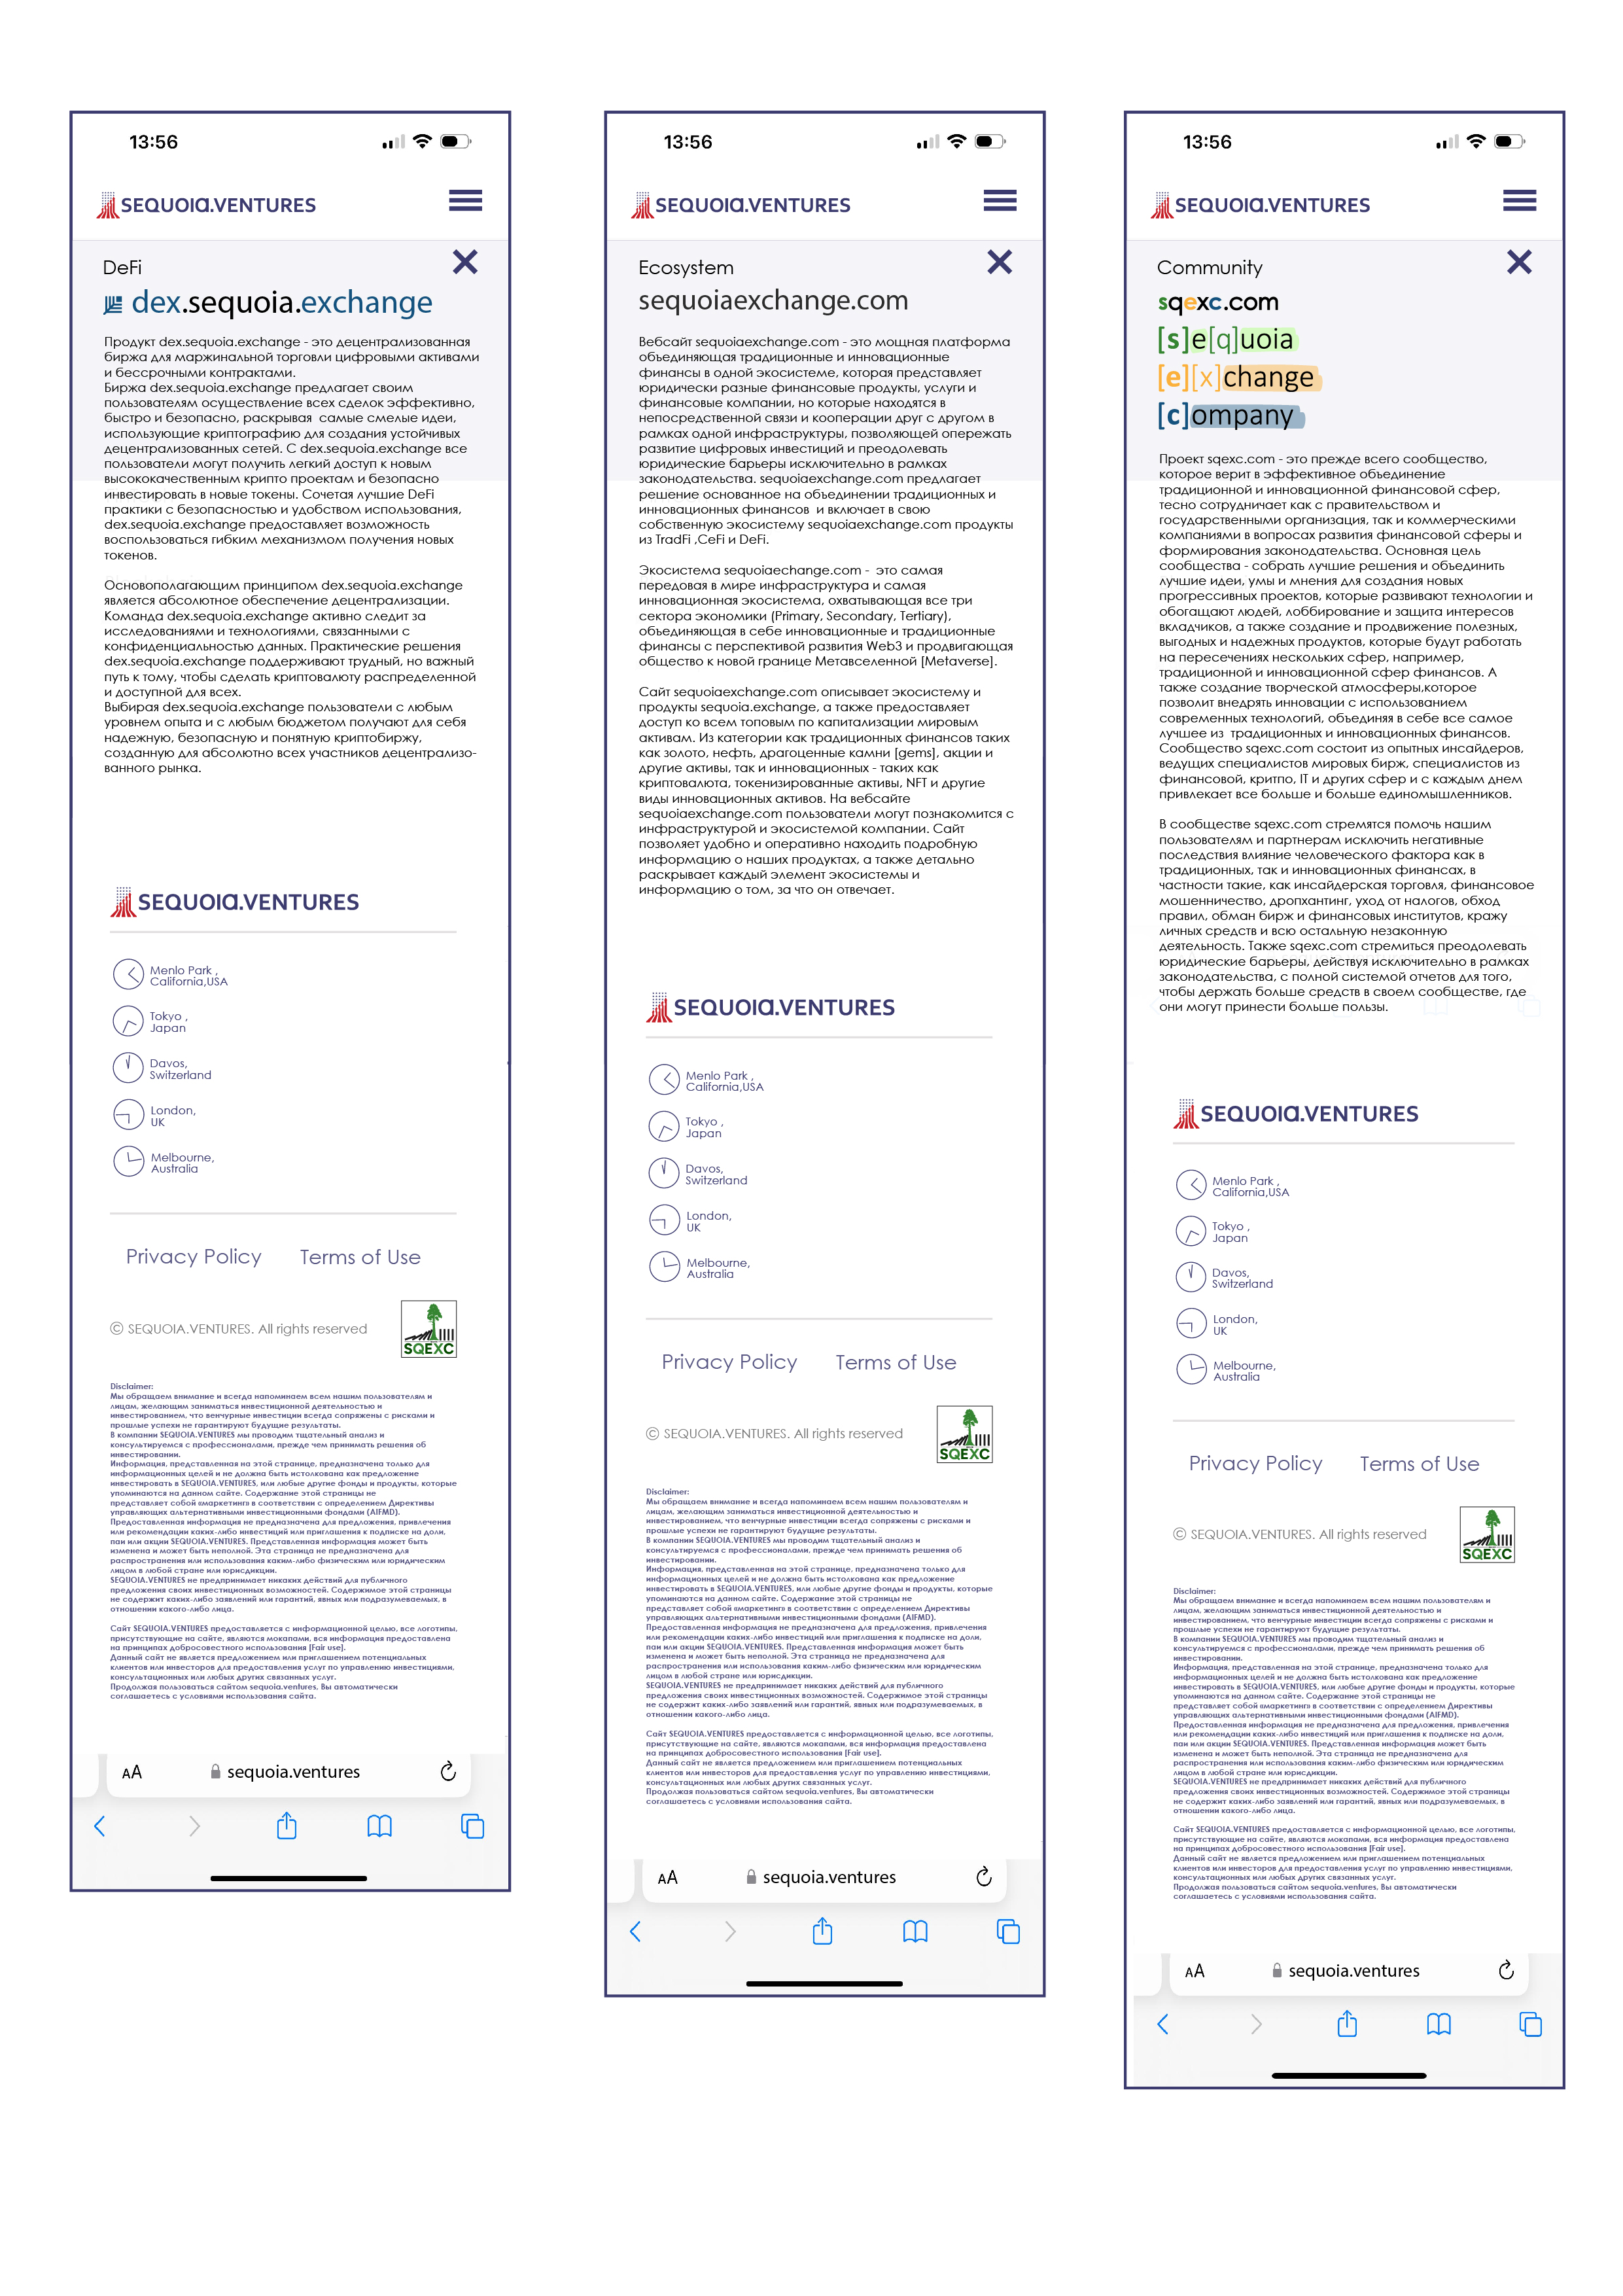 13:56
SEQUOIA.VENTURES
DeFi
dex.sequoia.exchange
Продукт dex.sequoia.exchange - это децентрализованная
биржа для маржинальной торговли цифровыми активами
и бессрочными контрактами.
Биржа dex.sequoia.exchange предлагает своим
пользователям осуществление всех сделок эффективно,
быстро и безопасно, раскрывая  самые смелые идеи,
использующие криптографию для создания устойчивых
децентрализованных сетей. С dex.sequoia.exchange все
пользователи могут получить легкий доступ к новым
высококачественным крипто проектам и безопасно
инвестировать в новые токены. Сочетая лучшие DeFi
практики с безопасностью и удобством использования,
dex.sequoia.exchange предоставляет возможность
воспользоваться гибким механизмом получения новых
токенов.
Основополагающим принципом dex.sequoia.exchange
является абсолютное обеспечение децентрализации.
Команда dex.sequoia.exchange активно следит за
исследованиями и технологиями, связанными с
конфиденциальностью данных. Практические решения
dex.sequoia.exchange поддерживают трудный, но важный
путь к тому, чтобы сделать криптовалюту распределенной
и доступной для всех.
Выбирая dex.sequoia.exchange пользователи с любым
уровнем опыта и с любым бюджетом получают для себя
надежную, безопасную и понятную криптобиржу,
созданную для абсолютно всех участников децентрализо-
ванного рынка.
SEQUOIA.VENTURES
Menlo Park ,
California,USA
Tokyo ,
Japan
Davos,
Switzerland
London,
UK
Melbourne,
Australia
Privacy Policy Terms of Use
© SEQUOIA.VENTURES. All rights reserved
SQEXC
Disclaimer:
Мы обращаем внимание и всегда напоминаем всем нашим пользователям и
лицам, желающим заниматься инвестиционной деятельностью и
инвестированием, что венчурные инвестиции всегда сопряжены с рисками и
прошлые успехи не гарантируют будущие результаты.
В компании SEQUOIA.VENTURES мы проводим тщательный анализ и
консультируемся с профессионалами, прежде чем принимать решения об
инвестировании.
Информация, представленная на этой странице, предназначена только для
информационных целей и не должна быть истолкована как предложение
инвестировать в SEQUOIA.VENTURES, или любые другие фонды и продукты, которые
упоминаются на данном сайте. Содержание этой страницы не
представляет собой «маркетинг» в соответствии с определением Директивы
управляющих альтернативными инвестиционными фондами (AIFMD).
Предоставленная информация не предназначена для предложения, привлечения
или рекомендации каких-либо инвестиций или приглашения к подписке на доли,
паи или акции SEQUOIA.VENTURES. Представленная информация может быть
изменена и может быть неполной. Эта страница не предназначена для
распространения или использования каким-либо физическим или юридическим
лицом в любой стране или юрисдикции.
SEQUOIA.VENTURES не предпринимает никаких действий для публичного
предложения своих инвестиционных возможностей. Содержимое этой страницы
не содержит каких-либо заявлений или гарантий, явных или подразумеваемых, в
отношении какого-либо лица.
Сайт SEQUOIA.VENTURES предоставляется с информационной целью, все логотипы,
присутствующие на сайте, являются мокапами, вся информация предоставлена
на принципах добросовестного использования [Fair use].
Данный сайт не является предложением или приглашением потенциальных
клиентов или инвесторов для предоставления услуг по управлению инвестициями,
консультационных или любых других связанных услуг.
Продолжая пользоваться сайтом sequoia.ventures, Вы автоматически
соглашаетесь с условиями использования сайта.
AA sequoia.ventures
13:56
SEQUOIA.VENTURES
Ecosystem
sequoiaexchange.com
Вебсайт sequoiaexchange.com - это мощная платформа
объединяющая традиционные и инновационные
финансы в одной экосистеме, которая представляет
юридически разные финансовые продукты, услуги и
финансовые компании, но которые находятся в
непосредственной связи и кооперации друг с другом в
рамках одной инфраструктуры, позволяющей опережать
развитие цифровых инвестиций и преодолевать
юридические барьеры исключительно в рамках
законодательства. sequoiaexchange.com предлагает
решение основанное на объединении традиционных и
инновационных финансов  и включает в свою
собственную экосистему sequoiaexchange.com продукты
из TradFi ,CeFi и DeFi.
Экосистема sequoiaechange.com -  это самая
передовая в мире инфраструктура и самая
инновационная экосистема, охватывающая все три
сектора экономики (Primary, Secondary, Tertiary),
объединяющая в себе инновационные и традиционные
финансы с перспективой развития Web3 и продвигающая
общество к новой границе Метавселенной [Metaverse].
Сайт sequoiaexchange.com описывает экосистему и
продукты sequoia.exchange, а также предоставляет
доступ ко всем топовым по капитализации мировым
активам. Из категории как традиционных финансов таких
как золото, нефть, драгоценные камни [gems], акции и
другие активы, так и инновационных - таких как
криптовалюта, токенизированные активы, NFT и другие
виды инновационных активов. На вебсайте
sequoiaexchange.com пользователи могут познакомится с
инфраструктурой и экосистемой компании. Сайт
позволяет удобно и оперативно находить подробную
информацию о наших продуктах, а также детально
раскрывает каждый элемент экосистемы и
информацию о том, за что он отвечает.
SEQUOIA.VENTURES
Menlo Park ,
California,USA
Tokyo ,
Japan
Davos,
Switzerland
London,
UK
Melbourne,
Australia
Privacy Policy Terms of Use
© SEQUOIA.VENTURES. All rights reserved
SQEXC
Disclaimer:
Мы обращаем внимание и всегда напоминаем всем нашим пользователям и
лицам, желающим заниматься инвестиционной деятельностью и
инвестированием, что венчурные инвестиции всегда сопряжены с рисками и
прошлые успехи не гарантируют будущие результаты.
В компании SEQUOIA.VENTURES мы проводим тщательный анализ и
консультируемся с профессионалами, прежде чем принимать решения об
инвестировании.
Информация, представленная на этой странице, предназначена только для
информационных целей и не должна быть истолкована как предложение
инвестировать в SEQUOIA.VENTURES, или любые другие фонды и продукты, которые
упоминаются на данном сайте. Содержание этой страницы не
представляет собой «маркетинг» в соответствии с определением Директивы
управляющих альтернативными инвестиционными фондами (AIFMD).
Предоставленная информация не предназначена для предложения, привлечения
или рекомендации каких-либо инвестиций или приглашения к подписке на доли,
паи или акции SEQUOIA.VENTURES. Представленная информация может быть
изменена и может быть неполной. Эта страница не предназначена для
распространения или использования каким-либо физическим или юридическим
лицом в любой стране или юрисдикции.
SEQUOIA.VENTURES не предпринимает никаких действий для публичного
предложения своих инвестиционных возможностей. Содержимое этой страницы
не содержит каких-либо заявлений или гарантий, явных или подразумеваемых, в
отношении какого-либо лица.
Сайт SEQUOIA.VENTURES предоставляется с информационной целью, все логотипы,
присутствующие на сайте, являются мокапами, вся информация предоставлена
на принципах добросовестного использования [Fair use].
Данный сайт не является предложением или приглашением потенциальных
клиентов или инвесторов для предоставления услуг по управлению инвестициями,
консультационных или любых других связанных услуг.
Продолжая пользоваться сайтом sequoia.ventures, Вы автоматически
соглашаетесь с условиями использования сайта.
AA sequoia.ventures
13:56
SEQUOIA.VENTURES
Community
sqexc.com
[s]e[q]uoia
[e][x]change
[c]ompany
Проект sqexc.com - это прежде всего сообщество,
которое верит в эффективное объединение
традиционной и инновационной финансовой сфер,
тесно сотрудничает как с правительством и
государственными организация, так и коммерческими
компаниями в вопросах развития финансовой сферы и
формирования законодательства. Основная цель
сообщества - собрать лучшие решения и объединить
лучшие идеи, умы и мнения для создания новых
прогрессивных проектов, которые развивают технологии и
обогащают людей, лоббирование и защита интересов
вкладчиков, а также создание и продвижение полезных,
выгодных и надежных продуктов, которые будут работать
на пересечениях нескольких сфер, например,
традиционной и инновационной сфер финансов. А
также создание творческой атмосферы,которое
позволит внедрять инновации с использованием
современных технологий, объединяя в себе все самое
лучшее из  традиционных и инновационных финансов.
Сообщество sqexc.com состоит из опытных инсайдеров,
ведущих специалистов мировых бирж, специалистов из
финансовой, критпо, IT и других сфер и с каждым днем
привлекает все больше и больше единомышленников.
В сообществе sqexc.com стремятся помочь нашим
пользователям и партнерам исключить негативные
последствия влияние человеческого фактора как в
традиционных, так и инновационных финансах, в
частности такие, как инсайдерская торговля, финансовое
мошенничество, дропхантинг, уход от налогов, обход
правил, обман бирж и финансовых институтов, кражу
личных средств и всю остальную незаконную
деятельность. Также sqexc.com стремиться преодолевать
юридические барьеры, действуя исключительно в рамках
законодательства, с полной системой отчетов для того,
чтобы держать больше средств в своем сообществе, где
они могут принести больше пользы.
SEQUOIA.VENTURES
Menlo Park ,
California,USA
Tokyo ,
Japan
Davos,
Switzerland
London,
UK
Melbourne,
Australia
Privacy Policy Terms of Use
© SEQUOIA.VENTURES. All rights reserved
SQEXC
Disclaimer:
Мы обращаем внимание и всегда напоминаем всем нашим пользователям и
лицам, желающим заниматься инвестиционной деятельностью и
инвестированием, что венчурные инвестиции всегда сопряжены с рисками и
прошлые успехи не гарантируют будущие результаты.
В компании SEQUOIA.VENTURES мы проводим тщательный анализ и
консультируемся с профессионалами, прежде чем принимать решения об
инвестировании.
Информация, представленная на этой странице, предназначена только для
информационных целей и не должна быть истолкована как предложение
инвестировать в SEQUOIA.VENTURES, или любые другие фонды и продукты, которые
упоминаются на данном сайте. Содержание этой страницы не
представляет собой «маркетинг» в соответствии с определением Директивы
управляющих альтернативными инвестиционными фондами (AIFMD).
Предоставленная информация не предназначена для предложения, привлечения
или рекомендации каких-либо инвестиций или приглашения к подписке на доли,
паи или акции SEQUOIA.VENTURES. Представленная информация может быть
изменена и может быть неполной. Эта страница не предназначена для
распространения или использования каким-либо физическим или юридическим
лицом в любой стране или юрисдикции.
SEQUOIA.VENTURES не предпринимает никаких действий для публичного
предложения своих инвестиционных возможностей. Содержимое этой страницы
не содержит каких-либо заявлений или гарантий, явных или подразумеваемых, в
отношении какого-либо лица.
Сайт SEQUOIA.VENTURES предоставляется с информационной целью, все логотипы,
присутствующие на сайте, являются мокапами, вся информация предоставлена
на принципах добросовестного использования [Fair use].
Данный сайт не является предложением или приглашением потенциальных
клиентов или инвесторов для предоставления услуг по управлению инвестициями,
консультационных или любых других связанных услуг.
Продолжая пользоваться сайтом sequoia.ventures, Вы автоматически
соглашаетесь с условиями использования сайта.
AA sequoia.ventures